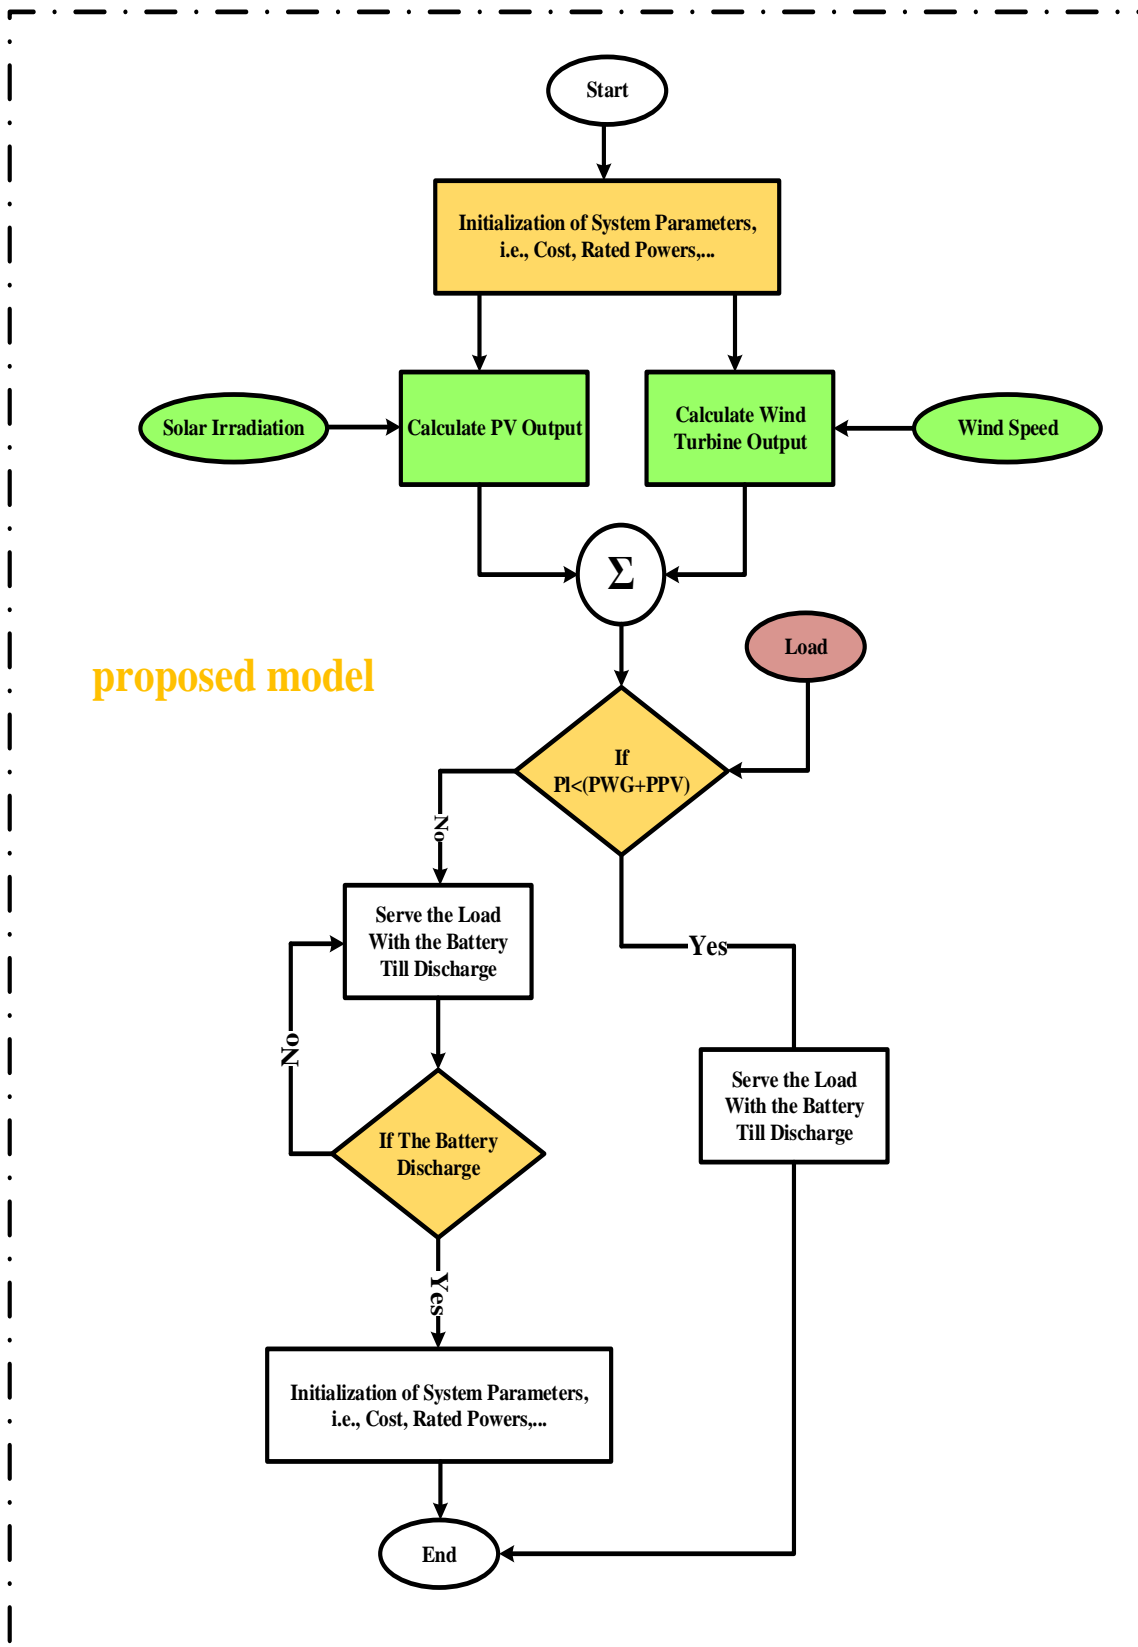 Start
Initialization of System Parameters,
i.e., Cost, Rated Powers,...
Solar Irradiation
Calculate PV Output
Calculate Wind
Turbine Output
Wind Speed
Σ
Load
proposed model
If
Pl<(PWG+PPV)
No
Serve the Load
With the Battery
Till Discharge
Yes
No
Serve the Load
With the Battery
Till Discharge
If The Battery
Discharge
Yes
Initialization of System Parameters,
i.e., Cost, Rated Powers,...
End